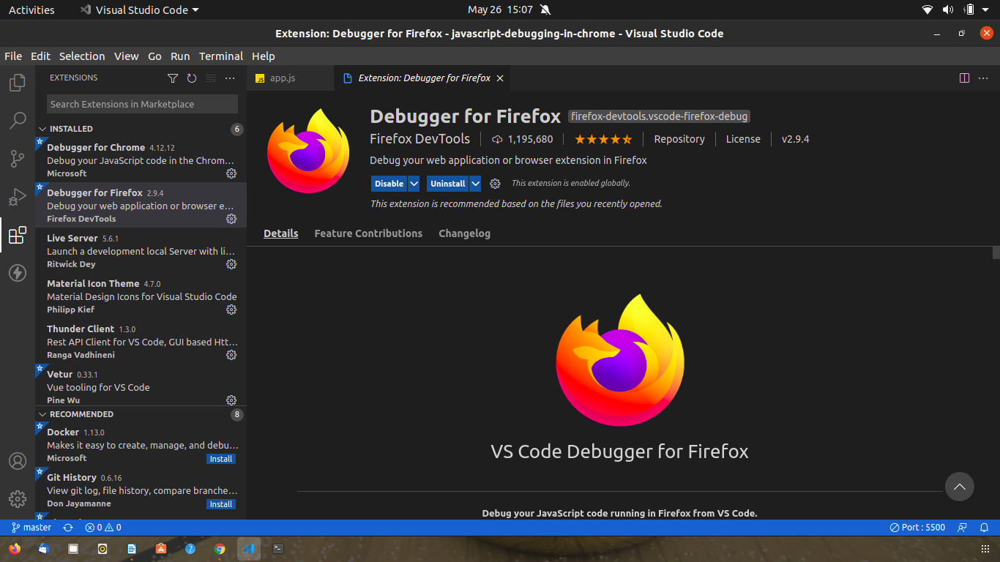 Activities
Visual Studio Code
May 26 15:07
Extension: Debugger for Firefox - javascript-debugging-in-chrome - Visual Studio Code
File Edit Selection View Go Run Terminal Help
EXTENSIONS
Search Extensions in Marketplace
INSTALLED 6
Debugger for Chrome 4.12.12
Debug your JavaScript code in the Chrom...
Microsoft
Debugger for Firefox 2.9.4
Debug your web application or browser e...
Firefox DevTools
Live Server 5.6.1
Launch a development local Server with li...
Ritwick Dey
Material Icon Theme 4.7.0
Material Design Icons for Visual Studio Code
Philipp Kief
Thunder Client 1.3.0
Rest API Client for VS Code, GUI based Htt...
Ranga Vadhineni
Vetur 0.33.1
Vue tooling for VS Code
Pine Wu
RECOMMENDED 8
Docker 1.13.0
Makes it easy to create, manage, and debu...
Microsoft Install
Git History 0.6.16
View git log, file history, compare branche...
Don Jayamanne Install
JS app.js
Extension: Debugger for Firefox
Debugger for Firefox firefox-devtools.vscode-firefox-debug
Firefox DevTools 1,195,680 Repository License v2.9.4
Debug your web application or browser extension in Firefox
Disable Uninstall This extension is enabled globally.
This extension is recommended based on the files you recently opened.
Details Feature Contributions Changelog
VS Code Debugger for Firefox
Debug your JavaScript code running in Firefox from VS Code.
master 0 0 Port : 5500